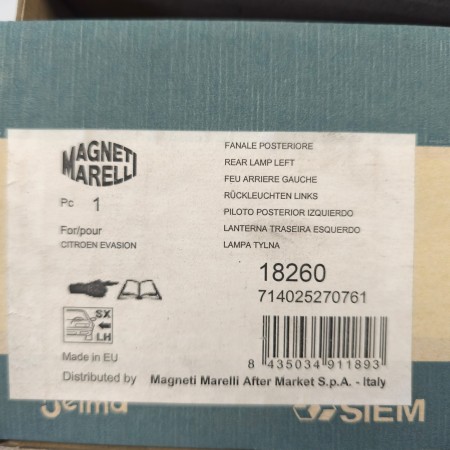 MAGNETI
MARELLI
Pc 1
For/pour
CITROEN EVASION
FANALE POSTERIORE
REAR LAMP LEFT
FEU ARRIERE GAUCHE
RÜCKLEUCHTEN LINKS
PILOTO POSTERIOR IZQUIERDO
LANTERNA TRASEIRA ESQUERDO
LAMPA TYLNA
18260
714025270761
SX
LH
8 435034 911893
Made in EU
Distributed by Magneti Marelli After Market S.p.A. - Italy
SIEM